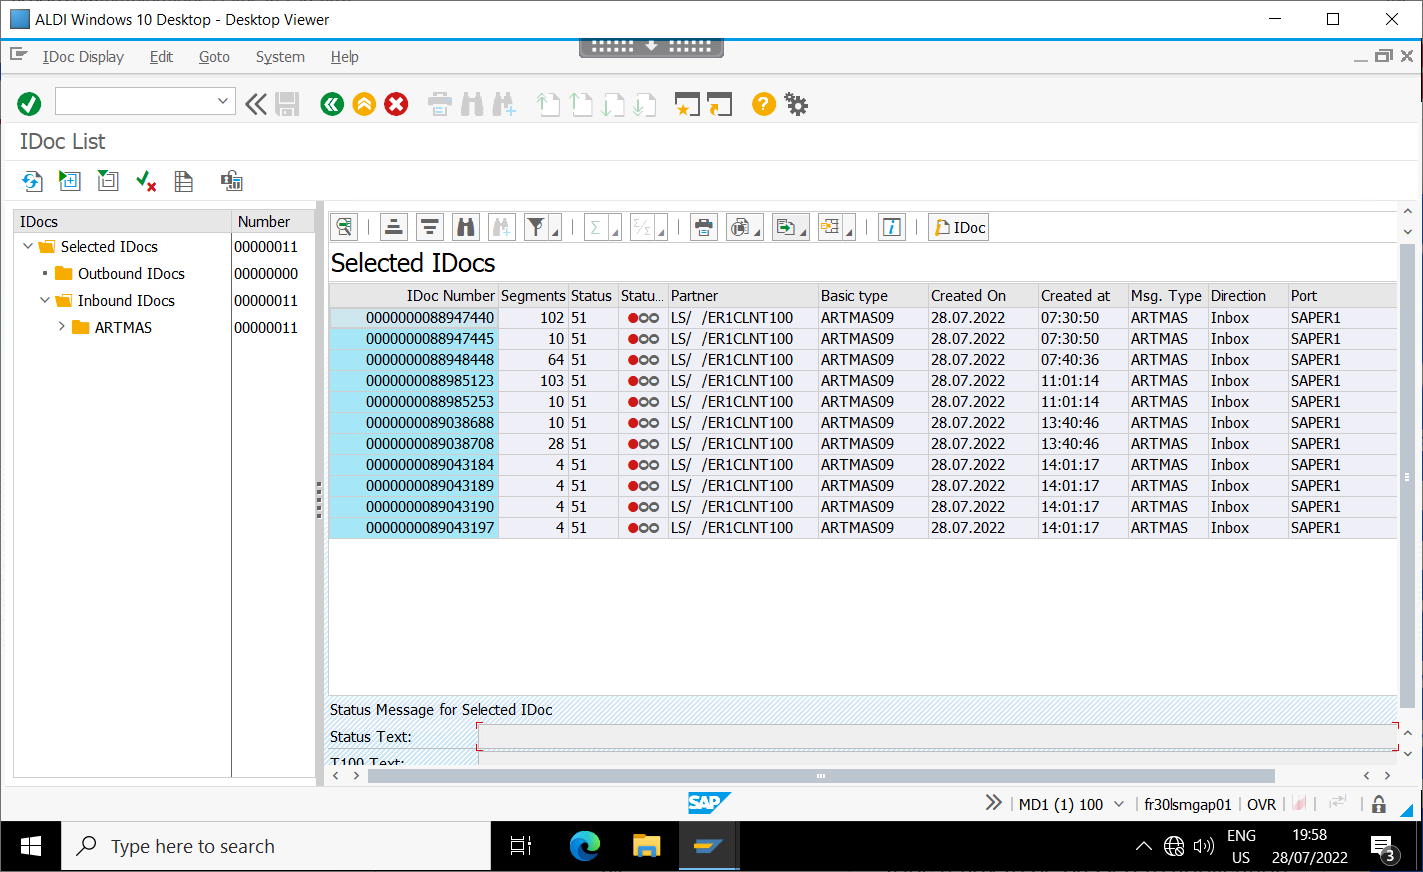 ALDI Windows 10 Desktop - Desktop Viewer
IDoc Display Edit Goto System Help
IDoc List
IDocs Number
Selected IDocs 00000011
Outbound IDocs 00000000
Inbound IDocs 00000011
ARTMAS 00000011
IDoc
Selected IDocs
IDoc Number Segments Status Statu... Partner Basic type Created On Created at Msg. Type Direction Port
0000000088947440 102 51 LS/ /ER1CLNT100 ARTMAS09 28.07.2022 07:30:50 ARTMAS Inbox SAPER1
0000000088947445 10 51 LS/ /ER1CLNT100 ARTMAS09 28.07.2022 07:30:50 ARTMAS Inbox SAPER1
0000000088948448 64 51 LS/ /ER1CLNT100 ARTMAS09 28.07.2022 07:40:36 ARTMAS Inbox SAPER1
0000000088985123 103 51 LS/ /ER1CLNT100 ARTMAS09 28.07.2022 11:01:14 ARTMAS Inbox SAPER1
0000000088985253 10 51 LS/ /ER1CLNT100 ARTMAS09 28.07.2022 11:01:14 ARTMAS Inbox SAPER1
0000000089038688 10 51 LS/ /ER1CLNT100 ARTMAS09 28.07.2022 13:40:46 ARTMAS Inbox SAPER1
0000000089038708 28 51 LS/ /ER1CLNT100 ARTMAS09 28.07.2022 13:40:46 ARTMAS Inbox SAPER1
0000000089043184 4 51 LS/ /ER1CLNT100 ARTMAS09 28.07.2022 14:01:17 ARTMAS Inbox SAPER1
0000000089043189 4 51 LS/ /ER1CLNT100 ARTMAS09 28.07.2022 14:01:17 ARTMAS Inbox SAPER1
0000000089043190 4 51 LS/ /ER1CLNT100 ARTMAS09 28.07.2022 14:01:17 ARTMAS Inbox SAPER1
0000000089043197 4 51 LS/ /ER1CLNT100 ARTMAS09 28.07.2022 14:01:17 ARTMAS Inbox SAPER1
Status Message for Selected IDoc
Status Text:
T100 Text:
SAP MD1 (1) 100 fr30lsmgap01 OVR
Type here to search
ENG 19:58
US 28/07/2022 3